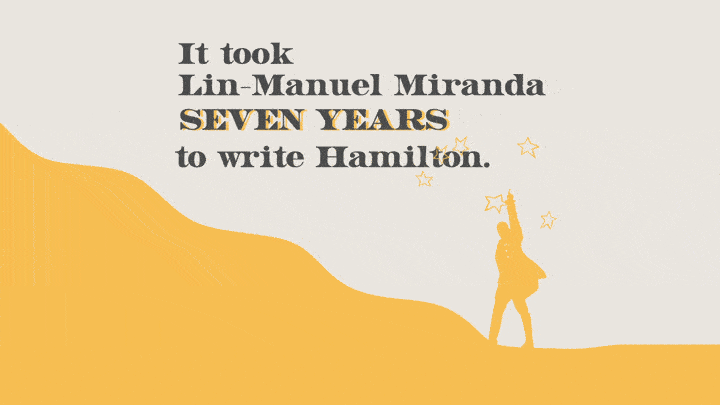 It took
Lin-Manuel Miranda
SEVEN YEARS
to write Hamilton.